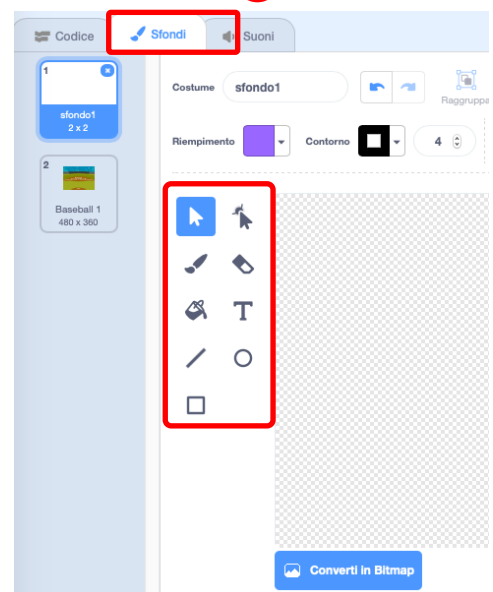 Codice
Sfondi
Suoni
1
sfondo1
2 x 2
2
Baseball 1
480 x 360
Costume
sfondo1
Raggruppa
Riempimento
Contorno
4
T
Converti in Bitmap